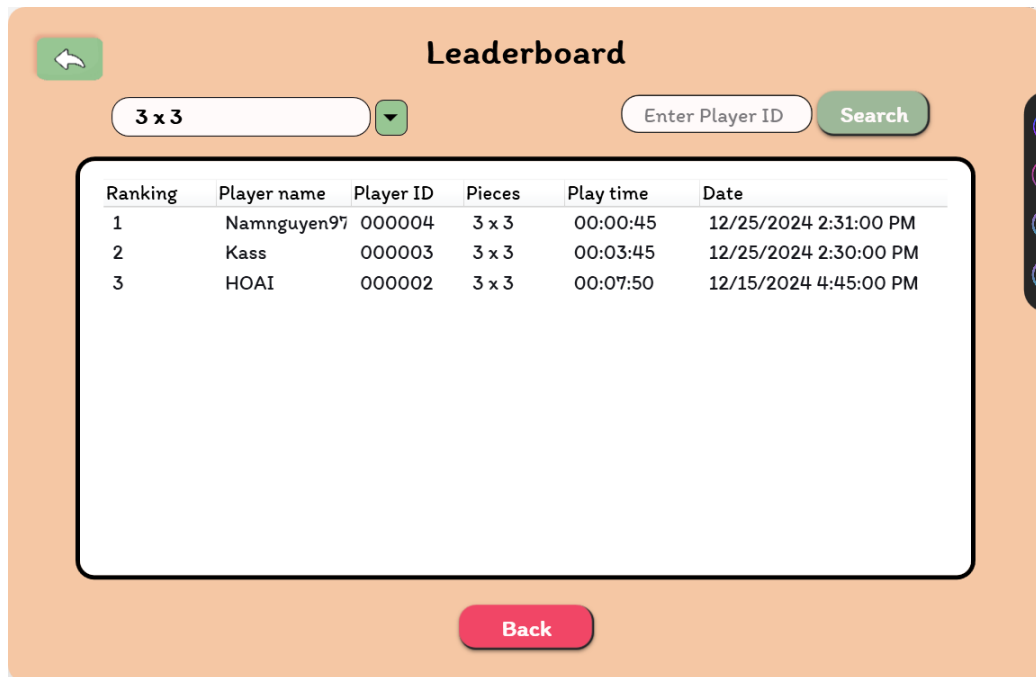 Leaderboard
3 x 3
Enter Player ID Search
Ranking Player name Player ID Pieces Play time Date
1 Namnguyen97 000004 3 x 3 00:00:45 12/25/2024 2:31:00 PM
2 Kass 000003 3 x 3 00:03:45 12/25/2024 2:30:00 PM
3 HOAI 000002 3 x 3 00:07:50 12/15/2024 4:45:00 PM
Back